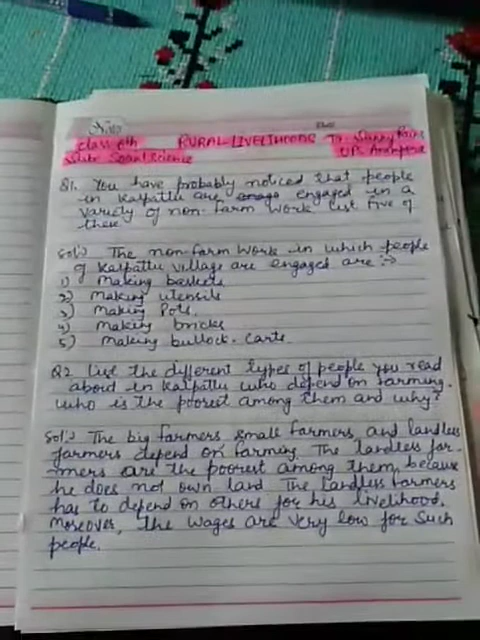 Class 6th RURAL-LIVELIHOODS
Sub:- Social Science
Q1. You have probably noticed that people
in Kalpattu are engaged in a
variety of non-farm work List five of
these
Sol:) The non-farm work in which people
of Kalpattu village are engaged are :->
1) Making baskets
2) Making utensils
3) Making Pots.
4) Making bricks
5) Making bullock-carts
Q2 List the different types of people you read
about in Kalpattu who depend on farming.
who is the poorest among them and why?
Sol:) The big farmers small farmers, and landless
farmers depend on farming The landless far-
mers are the poorest among them, because
he does not own land The landless farmers
has to depend on others for his livelihood.
Moreover, the wages are very low for such
people.